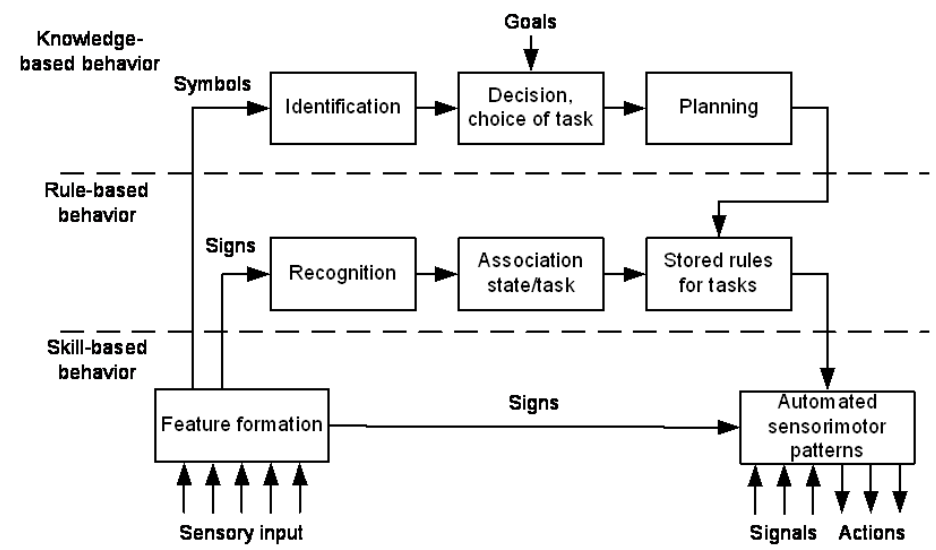 Goals
Knowledge-
based behavior
Symbols
Identification
Decision,
choice of task
Planning
Rule-based
behavior
Signs
Recognition
Association
state/task
Stored rules
for tasks
Skill-based
behavior
Feature formation
Signs
Automated
sensorimotor
patterns
Sensory input
Signals
Actions